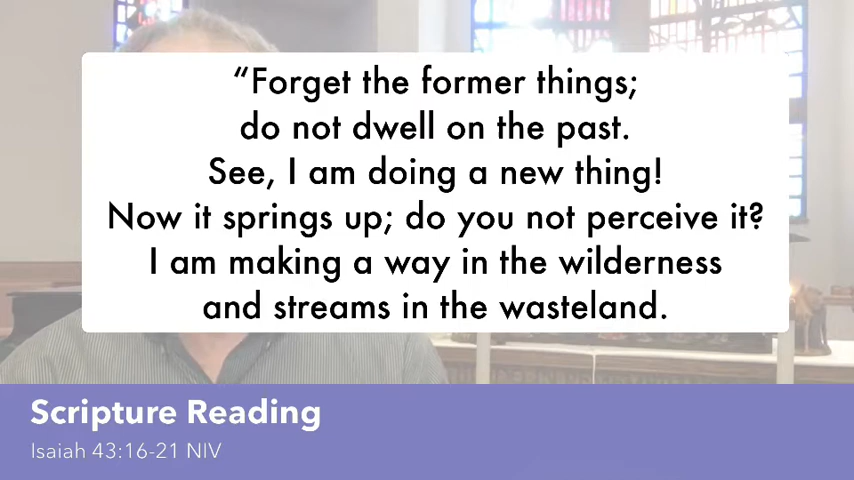 “Forget the former things;
do not dwell on the past.
See, I am doing a new thing!
Now it springs up; do you not perceive it?
I am making a way in the wilderness
and streams in the wasteland.
Scripture Reading
Isaiah 43:16-21 NIV